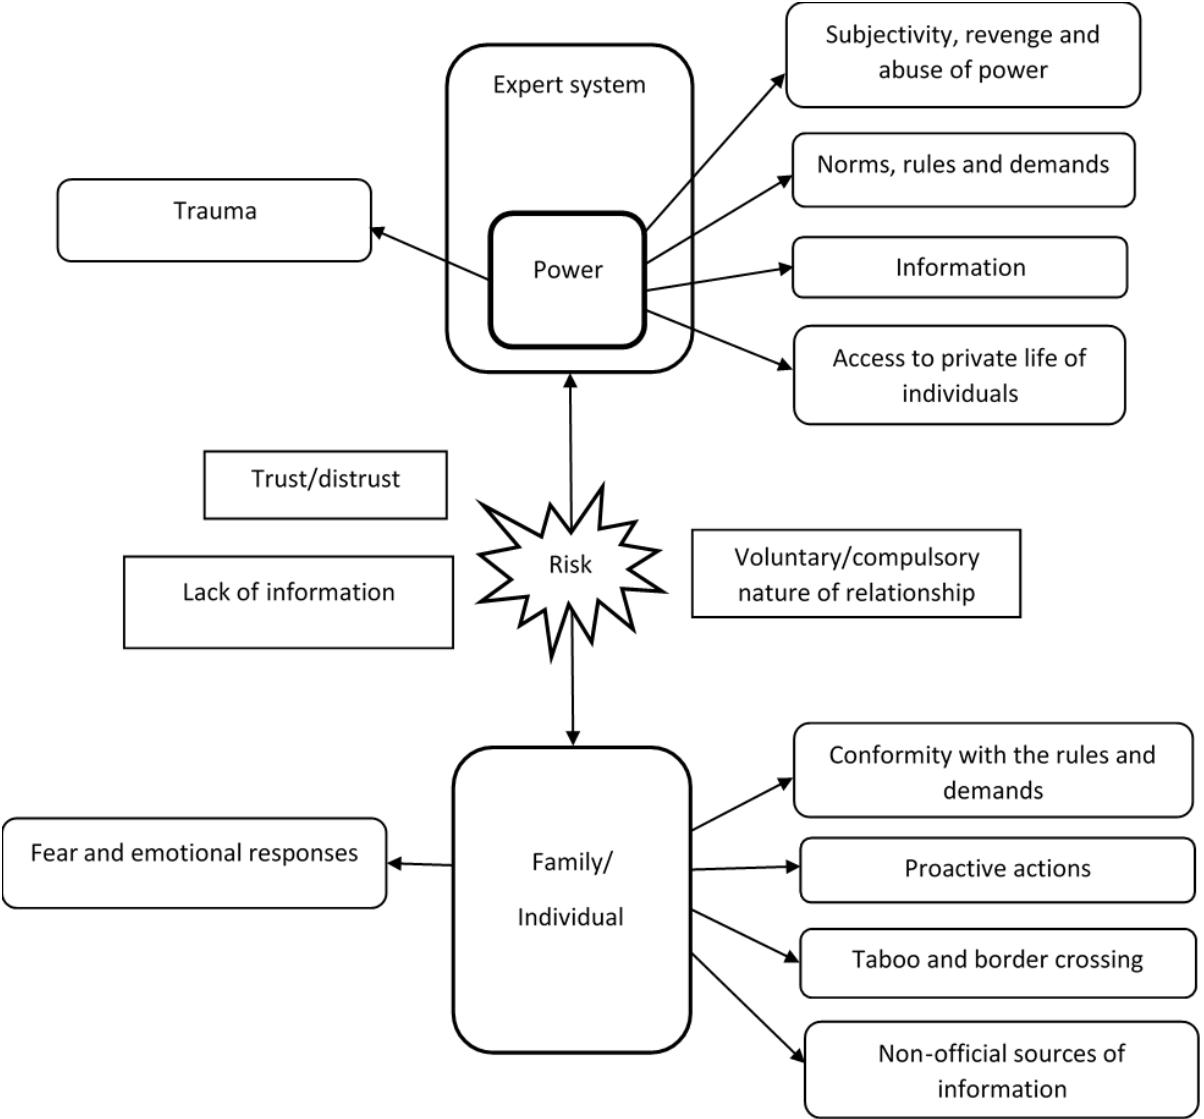 Subjectivity, revenge and
abuse of power
Expert system
Norms, rules and demands
Trauma
Power
Information
Access to private life of
individuals
Trust/distrust
Risk
Voluntary/compulsory
nature of relationship
Lack of information
Conformity with the rules and
demands
Fear and emotional responses
Family/
Individual
Proactive actions
Taboo and border crossing
Non-official sources of
information